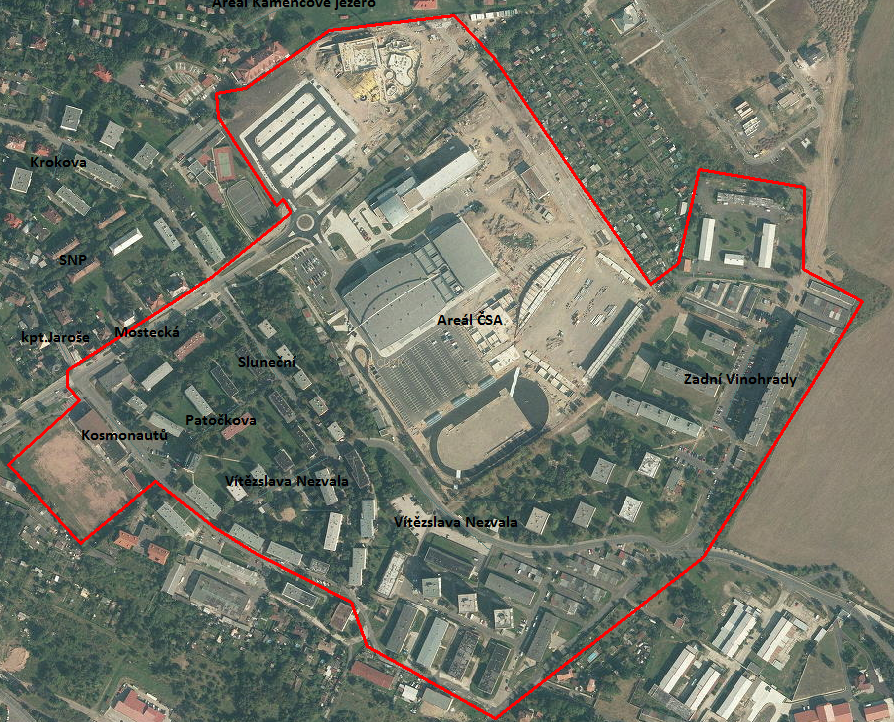 Areál Kamencové jezero
Krokova
SNP
kpt.Jaroše
Mostecká
Areál ČSA
Sluneční
Zadní Vinohrady
Patočkova
Kosmonautů
Vítězslava Nezvala
Vítězslava Nezvala